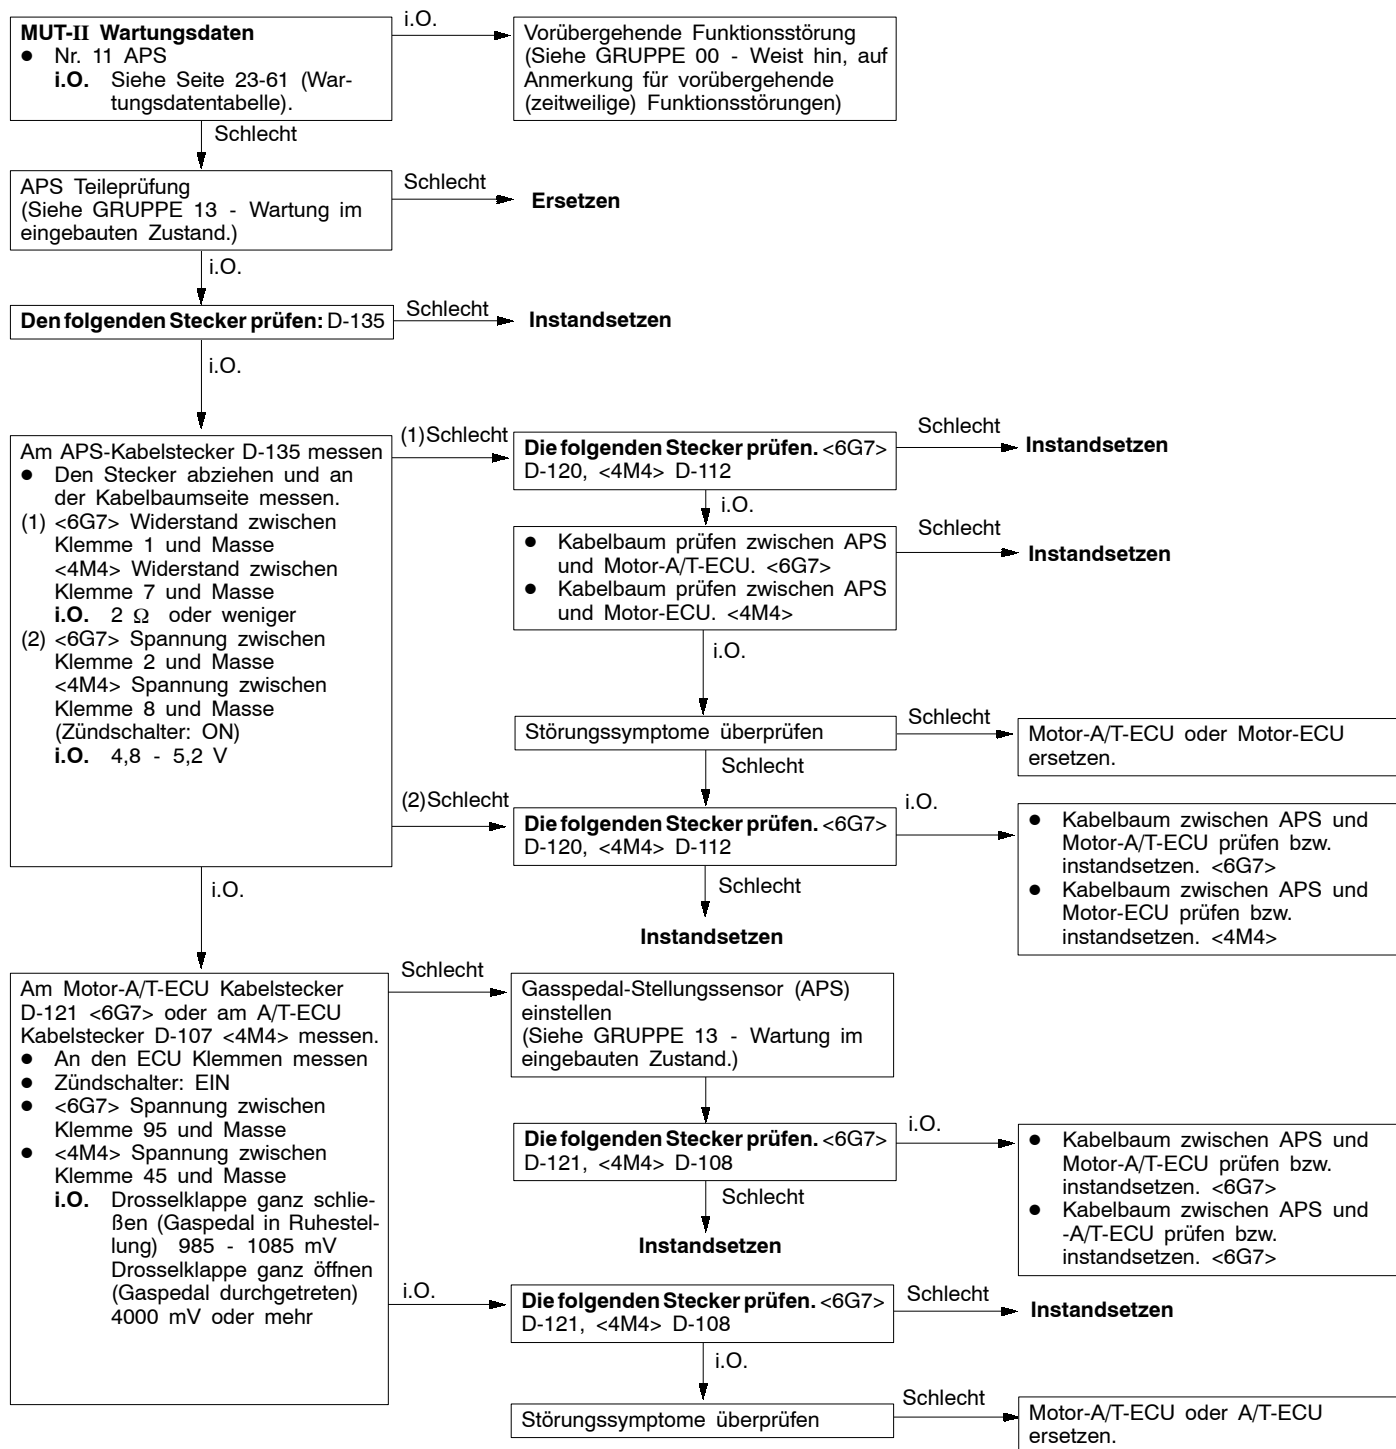 MUT-II Wartungsdaten
● Nr. 11 APS
i.O. Siehe Seite 23-61 (War-
tungsdatentabelle).
i.O.
Vorübergehende Funktionsstörung
(Siehe GRUPPE 00 - Weist hin, auf
Anmerkung für vorübergehende
(zeitweilige) Funktionsstörungen)
Schlecht
APS Teileprüfung
(Siehe GRUPPE 13 - Wartung im
eingebauten Zustand.)
Schlecht
Ersetzen
i.O.
Den folgenden Stecker prüfen: D-135
Schlecht
Instandsetzen
i.O.
Am APS-Kabelstecker D-135 messen
● Den Stecker abziehen und an
der Kabelbaumseite messen.
(1) <6G7> Widerstand zwischen
Klemme 1 und Masse
<4M4> Widerstand zwischen
Klemme 7 und Masse
i.O. 2 Ω oder weniger
(2) <6G7> Spannung zwischen
Klemme 2 und Masse
<4M4> Spannung zwischen
Klemme 8 und Masse
(Zündschalter: ON)
i.O. 4,8 - 5,2 V
(1)Schlecht
Die folgenden Stecker prüfen. <6G7>
D-120, <4M4> D-112
Schlecht
Instandsetzen
i.O.
● Kabelbaum prüfen zwischen APS
und Motor-A/T-ECU. <6G7>
● Kabelbaum prüfen zwischen APS
und Motor-ECU. <4M4>
Schlecht
Instandsetzen
i.O.
Störungssymptome überprüfen
Schlecht
Motor-A/T-ECU oder Motor-ECU
ersetzen.
Schlecht
(2)Schlecht
Die folgenden Stecker prüfen. <6G7>
D-120, <4M4> D-112
i.O.
● Kabelbaum zwischen APS und
Motor-A/T-ECU prüfen bzw.
instandsetzen. <6G7>
● Kabelbaum zwischen APS und
Motor-ECU prüfen bzw.
instandsetzen. <4M4>
Schlecht
Instandsetzen
i.O.
Am Motor-A/T-ECU Kabelstecker
D-121 <6G7> oder am A/T-ECU
Kabelstecker D-107 <4M4> messen.
● An den ECU Klemmen messen
● Zündschalter: EIN
● <6G7> Spannung zwischen
Klemme 95 und Masse
● <4M4> Spannung zwischen
Klemme 45 und Masse
i.O. Drosselklappe ganz schlie-
ßen (Gaspedal in Ruhestel-
lung) 985 - 1085 mV
Drosselklappe ganz öffnen
(Gaspedal durchgetreten)
4000 mV oder mehr
Schlecht
Gasspedal-Stellungssensor (APS)
einstellen
(Siehe GRUPPE 13 - Wartung im
eingebauten Zustand.)
Die folgenden Stecker prüfen. <6G7>
D-121, <4M4> D-108
i.O.
● Kabelbaum zwischen APS und
Motor-A/T-ECU prüfen bzw.
instandsetzen. <6G7>
● Kabelbaum zwischen APS und
-A/T-ECU prüfen bzw.
instandsetzen. <6G7>
Schlecht
Instandsetzen
i.O.
Die folgenden Stecker prüfen. <6G7>
D-121, <4M4> D-108
Schlecht
Instandsetzen
i.O.
Störungssymptome überprüfen
Schlecht
Motor-A/T-ECU oder A/T-ECU
ersetzen.